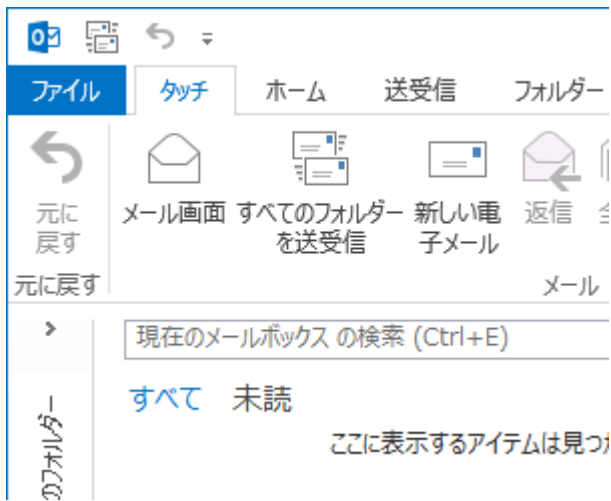 ファイル タッチ ホーム 送受信 フォルダー
元に
戻す
メール画面
すべてのフォルダー
を送受信
新しい電
子メール
返信
元に戻す メール
現在のメールボックス の検索 (Ctrl+E)
すべて 未読
ここに表示するアイテムは見つ
のフォルダー